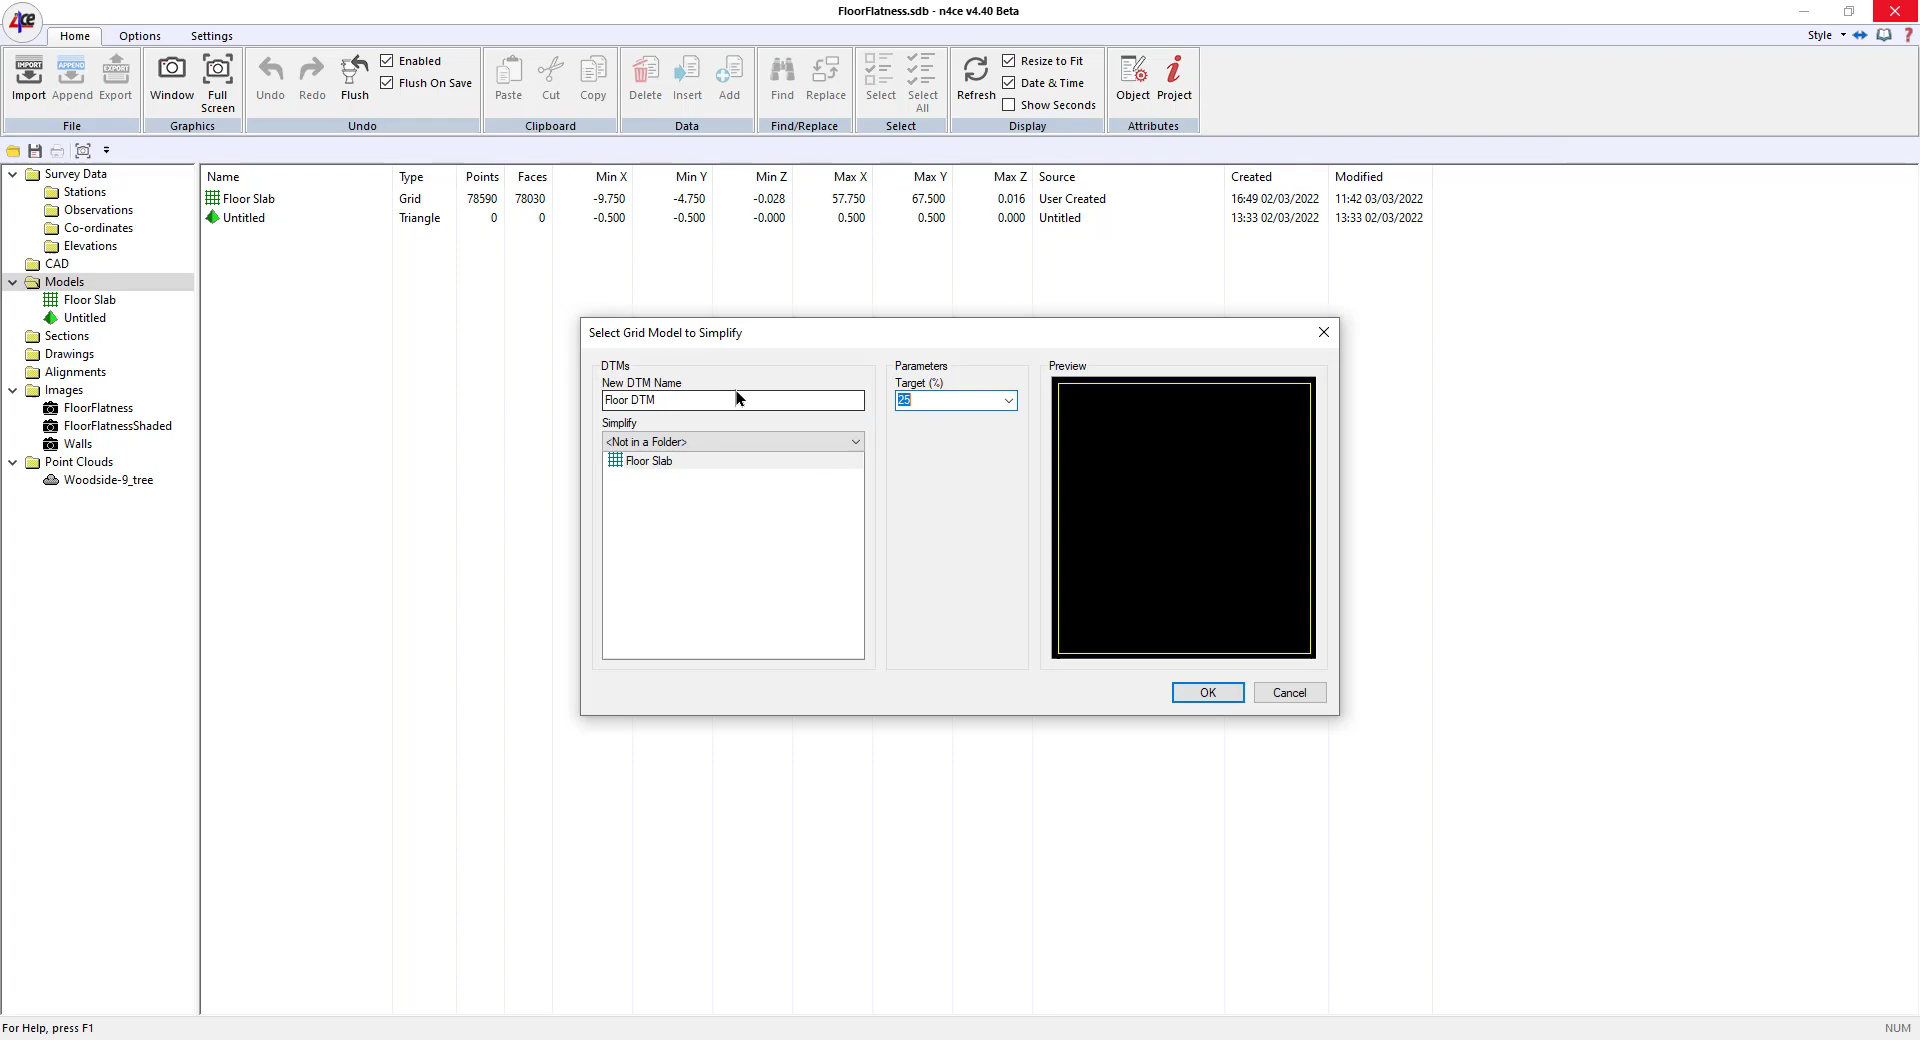 4ce
FloorFlatness.sdb - n4ce v4.40 Beta
Home Options Settings
Style
IMPORT APPEND EXPORT
Import Append Export
File
Window Full Screen
Graphics
Undo Redo Flush
Enabled
Flush On Save
Undo
Paste Cut Copy
Clipboard
Delete Insert Add
Data
Find Replace
Find/Replace
Select Select All
Select
Refresh
Resize to Fit
Date & Time
Show Seconds
Display
Object Project
Attributes
Survey Data
Stations
Observations
Co-ordinates
Elevations
CAD
Models
Floor Slab
Untitled
Sections
Drawings
Alignments
Images
FloorFlatness
FloorFlatnessShaded
Walls
Point Clouds
Woodside-9_tree
Name Type Points Faces Min X Min Y Min Z Max X Max Y Max Z Source Created Modified
Floor Slab Grid 78590 78030 -9.750 -4.750 -0.028 57.750 67.500 0.016 User Created 16:49 02/03/2022 11:42 03/03/2022
Untitled Triangle 0 0 -0.500 -0.500 -0.000 0.500 0.500 0.000 Untitled 13:33 02/03/2022 13:33 02/03/2022
Select Grid Model to Simplify
DTMs
New DTM Name
Floor DTM
Simplify
<Not in a Folder>
Floor Slab
Parameters
Target (%)
25
Preview
OK Cancel
For Help, press F1
NUM